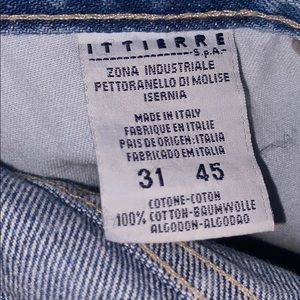 ITTIERRE
S.p.A.
ZONA INDUSTRIALE
PETTORANELLO DI MOLISE
ISERNIA
MADE IN ITALY
FABRIQUE EN ITALIE
PAIS DE ORIGEN: ITALIA
FABRICADO EM ITALIA
31 45
COTONE-COTON
100% COTTON-BAUMWOLLE
ALGODON-ALGODAO